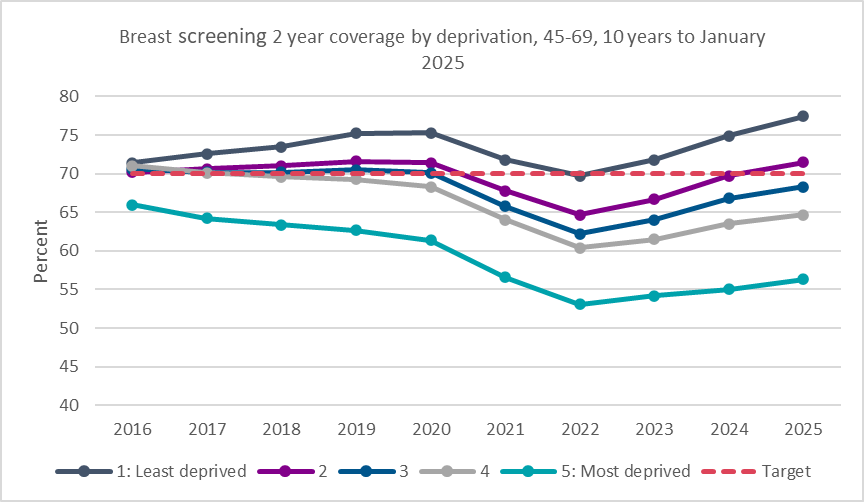 Breast screening 2 year coverage by deprivation, 45-69, 10 years to January
2025
80
75
70
65
60
55
50
45
40
Percent
2016 2017 2018 2019 2020 2021 2022 2023 2024 2025
1: Least deprived 2 3 4 5: Most deprived Target